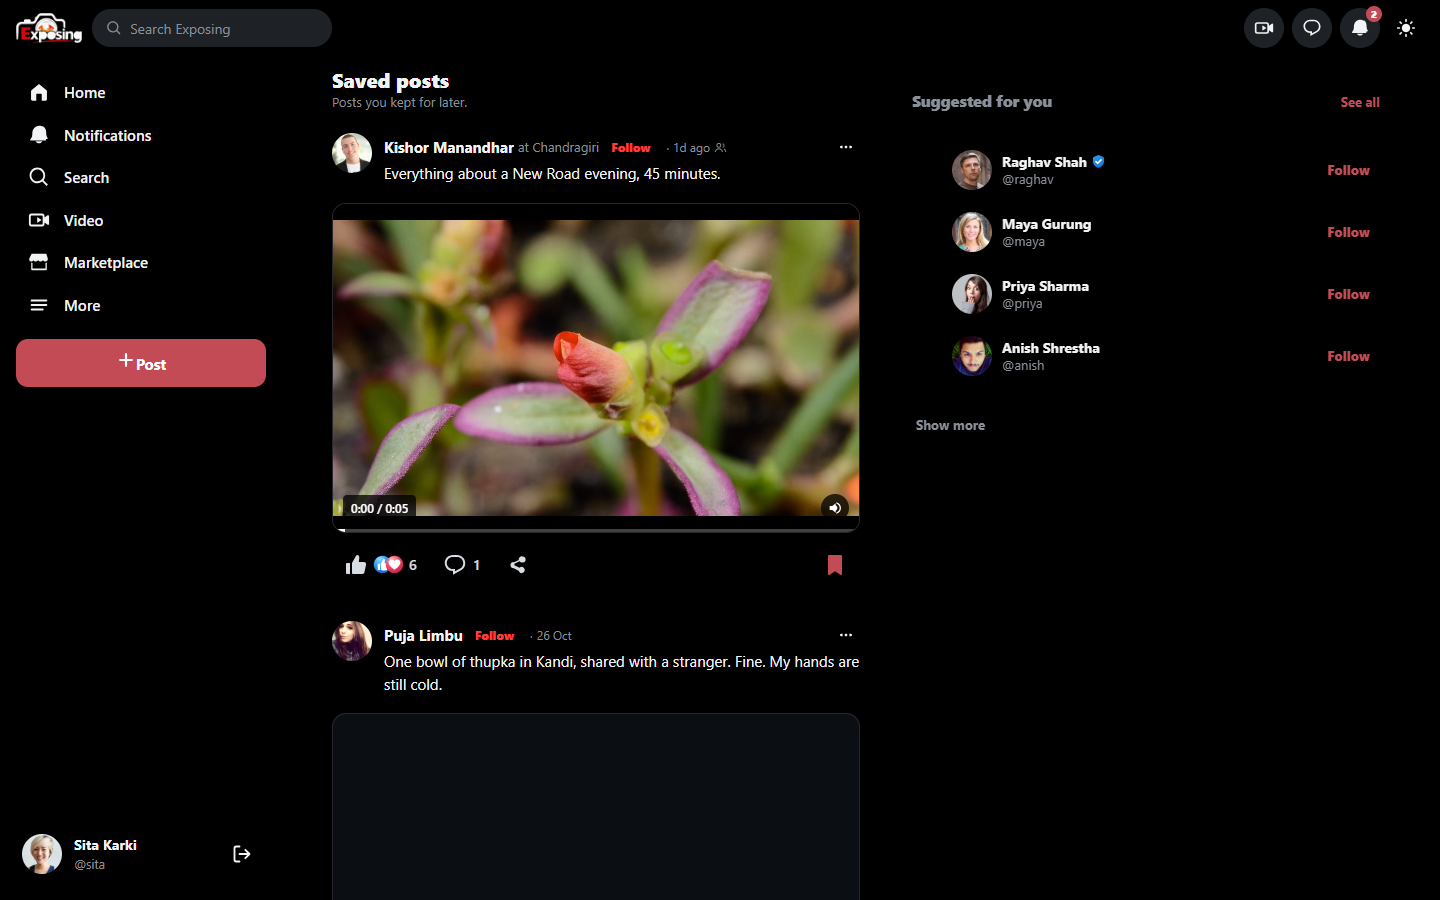 Exposing
Search Exposing
2
Home
Notifications
Search
Video
Marketplace
More
Post
Sita Karki
@sita
Saved posts
Posts you kept for later.
Kishor Manandhar at Chandragiri Follow · 1d ago
Everything about a New Road evening, 45 minutes.
0:00 / 0:05
6
1
Puja Limbu Follow · 26 Oct
One bowl of thupka in Kandi, shared with a stranger. Fine. My hands are
still cold.
Suggested for you
See all
Raghav Shah
@raghav
Follow
Maya Gurung
@maya
Follow
Priya Sharma
@priya
Follow
Anish Shrestha
@anish
Follow
Show more